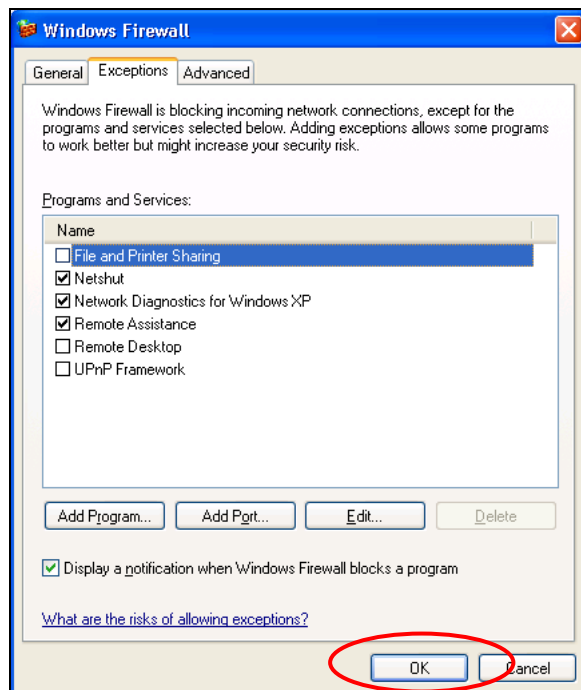 Windows Firewall
General Exceptions Advanced
Windows Firewall is blocking incoming network connections, except for the
programs and services selected below. Adding exceptions allows some programs
to work better but might increase your security risk.
Programs and Services:
Name
File and Printer Sharing
Netshut
Network Diagnostics for Windows XP
Remote Assistance
Remote Desktop
UPnP Framework
Add Program... Add Port... Edit... Delete
Display a notification when Windows Firewall blocks a program
What are the risks of allowing exceptions?
OK Cancel